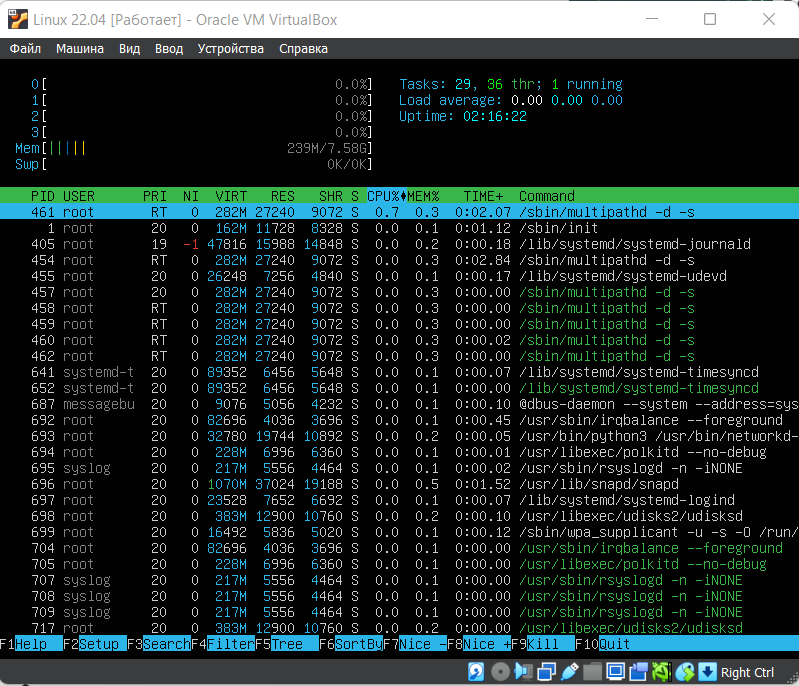 Linux 22.04 [Работает] - Oracle VM VirtualBox
Файл Машина Вид Ввод Устройства Справка
0[ 0.0%] Tasks: 29, 36 thr; 1 running
1[ 0.0%] Load average: 0.00 0.00 0.00
2[ 0.0%] Uptime: 02:16:22
3[ 0.0%]
Mem[||||| 239M/7.58G]
Swp[ 0K/0K]
PID USER PRI NI VIRT RES SHR S CPU% MEM% TIME+ Command
461 root RT 0 282M 27240 9072 S 0.7 0.3 0:02.07 /sbin/multipathd -d -s
1 root 20 0 162M 11728 8328 S 0.0 0.1 0:01.12 /sbin/init
405 root 19 -1 47816 15988 14848 S 0.0 0.2 0:00.18 /lib/systemd/systemd-journald
454 root RT 0 282M 27240 9072 S 0.0 0.3 0:02.84 /sbin/multipathd -d -s
455 root 20 0 26248 7256 4840 S 0.0 0.1 0:00.17 /lib/systemd/systemd-udevd
457 root 20 0 282M 27240 9072 S 0.0 0.3 0:00.00 /sbin/multipathd -d -s
458 root RT 0 282M 27240 9072 S 0.0 0.3 0:00.00 /sbin/multipathd -d -s
459 root RT 0 282M 27240 9072 S 0.0 0.3 0:00.00 /sbin/multipathd -d -s
460 root RT 0 282M 27240 9072 S 0.0 0.3 0:00.00 /sbin/multipathd -d -s
462 root RT 0 282M 27240 9072 S 0.0 0.3 0:00.00 /sbin/multipathd -d -s
641 systemd-t 20 0 89352 6456 5648 S 0.0 0.1 0:00.07 /lib/systemd/systemd-timesyncd
652 systemd-t 20 0 89352 6456 5648 S 0.0 0.1 0:00.00 /lib/systemd/systemd-timesyncd
687 messagebu 20 0 9076 5056 4232 S 0.0 0.1 0:00.10 @dbus-daemon --system --address=sys
692 root 20 0 82696 4036 3696 S 0.0 0.1 0:00.45 /usr/sbin/irqbalance --foreground
693 root 20 0 32780 19744 10892 S 0.0 0.2 0:00.05 /usr/bin/python3 /usr/bin/networkd-
694 root 20 0 228M 6996 6360 S 0.0 0.1 0:00.01 /usr/libexec/polkitd --no-debug
695 syslog 20 0 217M 5556 4464 S 0.0 0.1 0:00.02 /usr/sbin/rsyslogd -n -iNONE
696 root 20 0 1070M 37024 19188 S 0.0 0.5 0:01.52 /usr/lib/snapd/snapd
697 root 20 0 23528 7652 6692 S 0.0 0.1 0:00.07 /lib/systemd/systemd-logind
698 root 20 0 383M 12900 10760 S 0.0 0.2 0:00.10 /usr/libexec/udisks2/udisksd
699 root 20 0 16492 5836 5020 S 0.0 0.1 0:00.12 /sbin/wpa_supplicant -u -s -O /run/
704 root 20 0 82696 4036 3696 S 0.0 0.1 0:00.00 /usr/sbin/irqbalance --foreground
705 root 20 0 228M 6996 6360 S 0.0 0.1 0:00.00 /usr/libexec/polkitd --no-debug
707 syslog 20 0 217M 5556 4464 S 0.0 0.1 0:00.00 /usr/sbin/rsyslogd -n -iNONE
708 syslog 20 0 217M 5556 4464 S 0.0 0.1 0:00.00 /usr/sbin/rsyslogd -n -iNONE
709 syslog 20 0 217M 5556 4464 S 0.0 0.1 0:00.00 /usr/sbin/rsyslogd -n -iNONE
717 root 20 0 383M 12900 10760 S 0.0 0.2 0:00.00 /usr/libexec/udisks2/udisksd
F1Help F2Setup F3SearchF4FilterF5Tree F6SortByF7Nice -F8Nice +F9Kill F10Quit
Right Ctrl